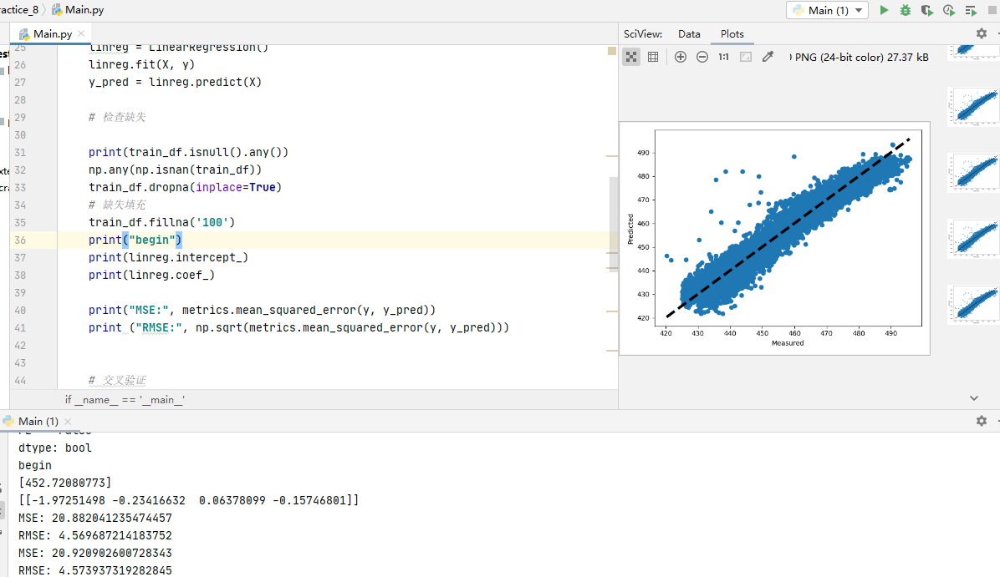 ractice_8
Main.py
Main (1)
Main.py
25 linreg = LinearRegression()
26 linreg.fit(X, y)
27 y_pred = linreg.predict(X)
28
29 # 检查缺失
30
31 print(train_df.isnull().any())
32 np.any(np.isnan(train_df))
33 train_df.dropna(inplace=True)
34 # 缺失填充
35 train_df.fillna('100')
36 print("begin")
37 print(linreg.intercept_)
38 print(linreg.coef_)
39
40 print("MSE:", metrics.mean_squared_error(y, y_pred))
41 print ("RMSE:", np.sqrt(metrics.mean_squared_error(y, y_pred)))
42
43
44 # 交叉验证
if __name__ == '__main__'
SciView: Data Plots
1:1 PNG (24-bit color) 27.37 kB
490
480
470
460
450
440
430
420
Predicted
420 430 440 450 460 470 480 490
Measured
Main (1)
dtype: bool
begin
[452.72080773]
[[-1.97251498 -0.23416632 0.06378099 -0.15746801]]
MSE: 20.882041235474457
RMSE: 4.569687214183752
MSE: 20.920902600728343
RMSE: 4.573937319282845